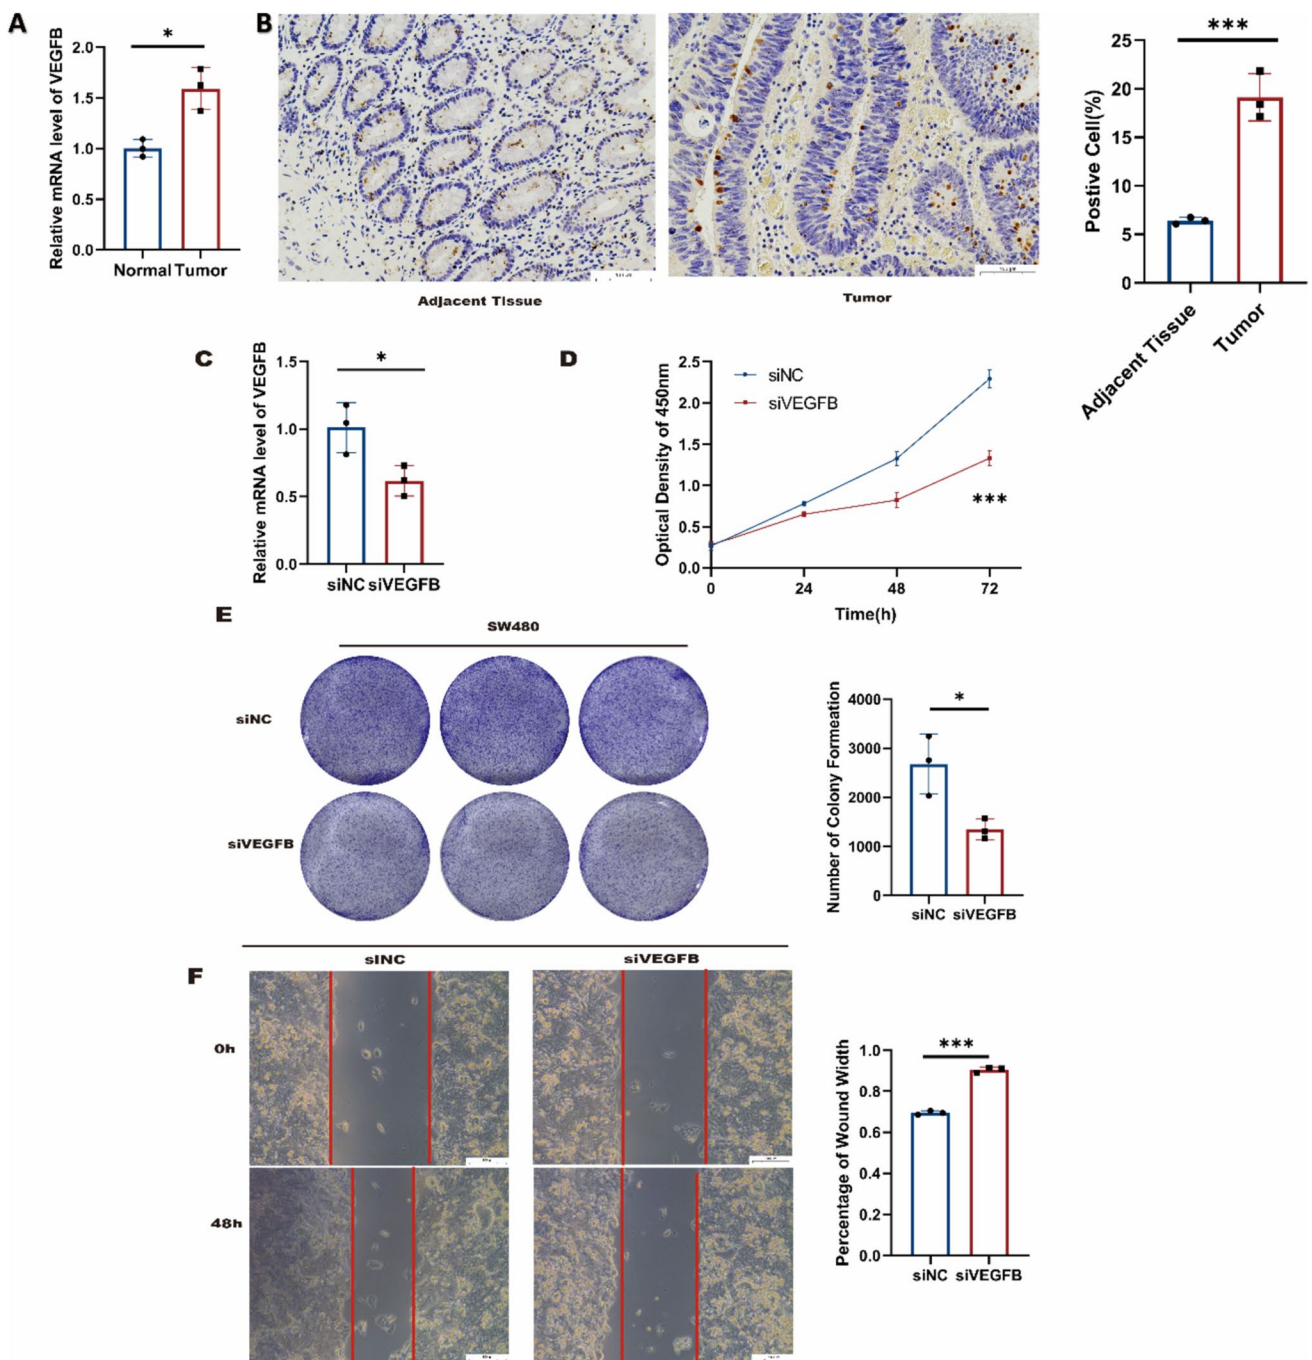 A
Relative mRNA level of VEGFB
2.0
1.5
1.0
0.5
0.0
*
Normal Tumor
B
Adjacent Tissue
Tumor
Postive Cell(%)
25
20
15
10
5
0
***
Adjacent Tissue
Tumor
C
Relative mRNA level of VEGFB
1.5
1.0
0.5
0.0
*
siNC siVEGFB
D
Optical Density of 450nm
2.5
2.0
1.5
1.0
0.5
0.0
siNC
siVEGFB
***
0 24 48 72
Time(h)
E
SW480
siNC
siVEGFB
Number of Colony Formeation
4000
3000
2000
1000
0
*
siNC siVEGFB
F
sINC siVEGFB
0h
48h
Percentage of Wound Width
1.0
0.8
0.6
0.4
0.2
0.0
***
siNC siVEGFB